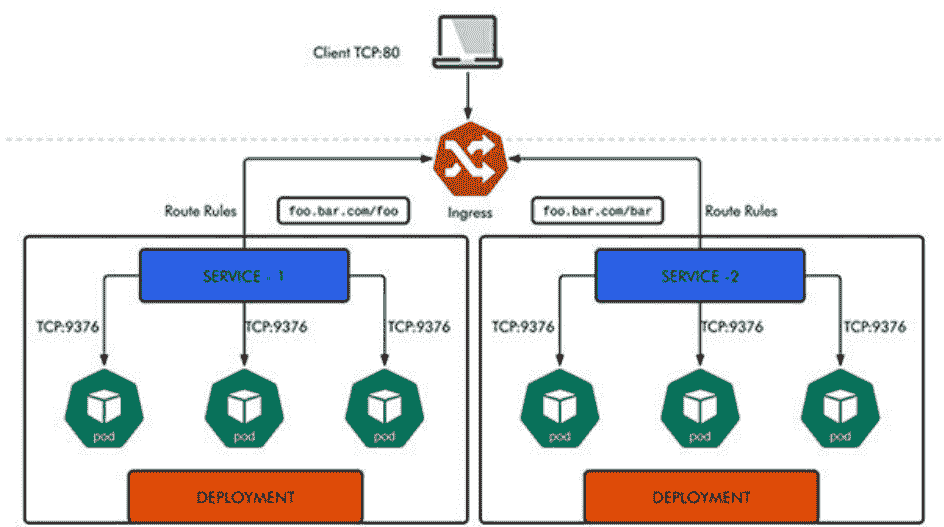 Client TCP:80
Route Rules
foo.bar.com/foo
Ingress
foo.bar.com/bar
Route Rules
SERVICE - 1
SERVICE -2
TCP:9376
TCP:9376
TCP:9376
TCP:9376
TCP:9376
TCP:9376
pod
pod
pod
pod
pod
pod
DEPLOYMENT
DEPLOYMENT